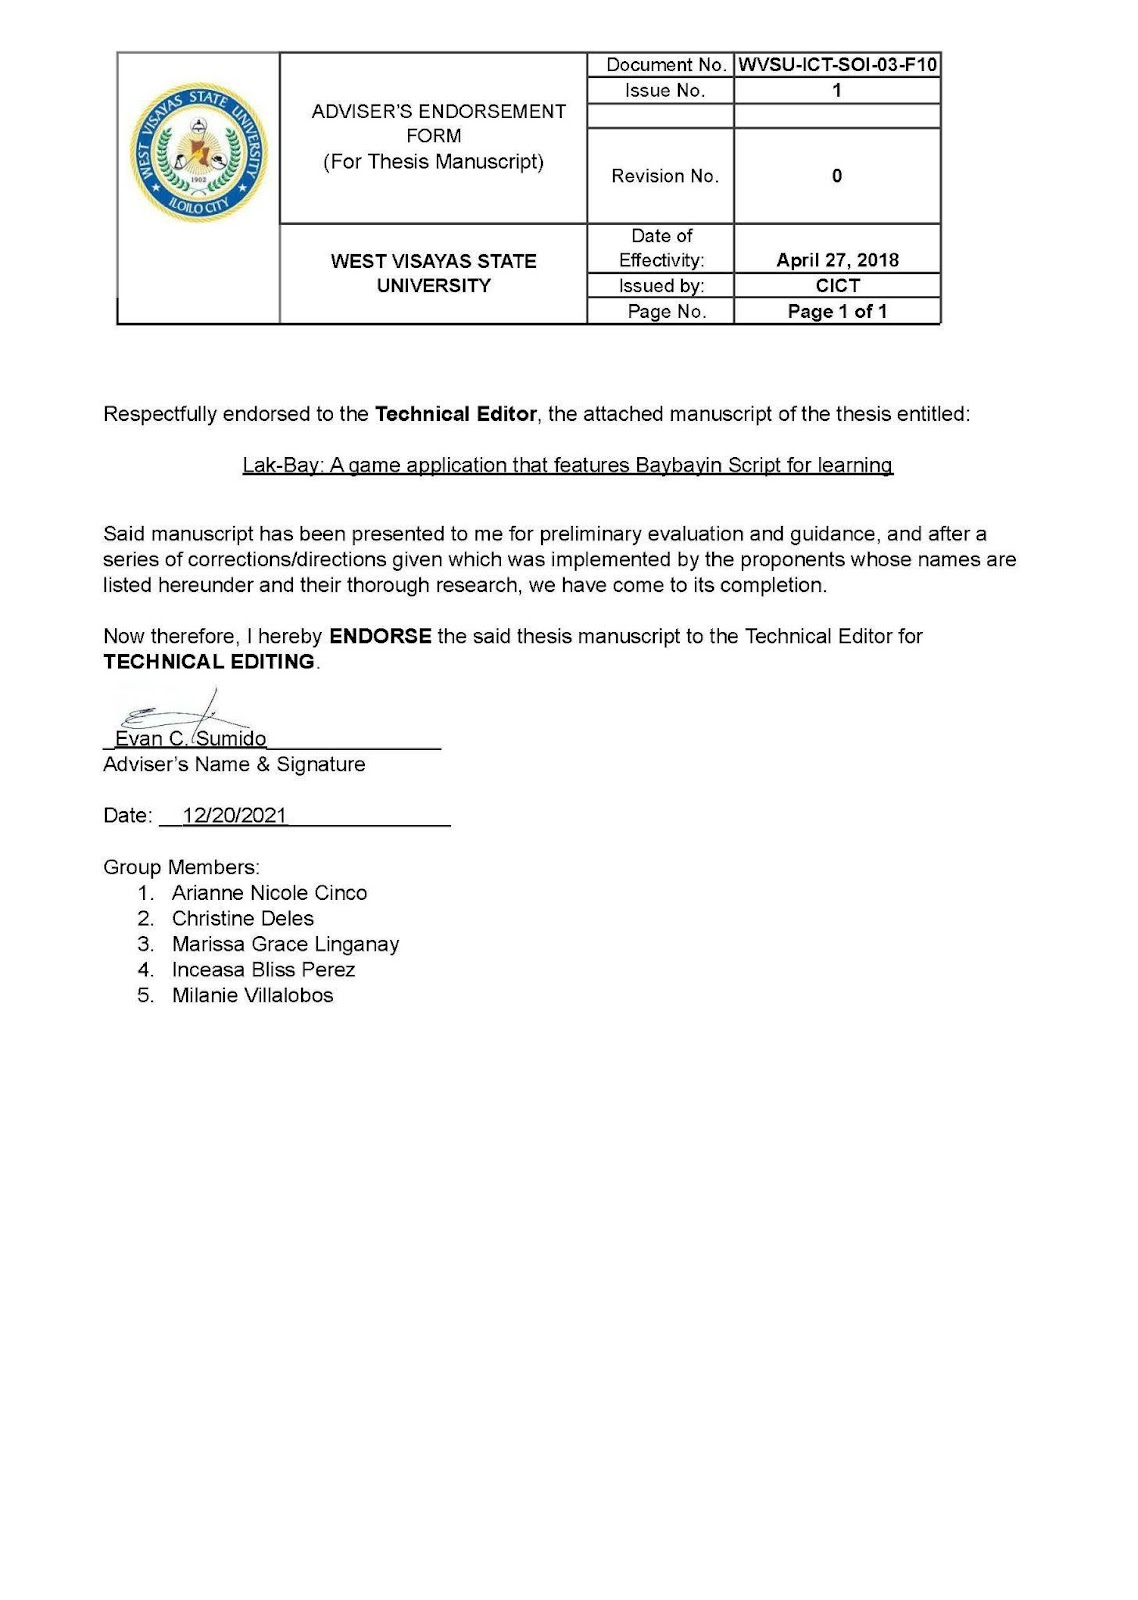 WEST VISAYAS STATE UNIVERSITY
1902
ILOILO CITY
ADVISER'S ENDORSEMENT
FORM
(For Thesis Manuscript)
WEST VISAYAS STATE
UNIVERSITY
Document No. WVSU-ICT-SOI-03-F10
Issue No. 1
Revision No. 0
Date of
Effectivity: April 27, 2018
Issued by: CICT
Page No. Page 1 of 1
Respectfully endorsed to the Technical Editor, the attached manuscript of the thesis entitled:
Lak-Bay: A game application that features Baybayin Script for learning
Said manuscript has been presented to me for preliminary evaluation and guidance, and after a
series of corrections/directions given which was implemented by the proponents whose names are
listed hereunder and their thorough research, we have come to its completion.
Now therefore, I hereby ENDORSE the said thesis manuscript to the Technical Editor for
TECHNICAL EDITING.
Evan C. Sumido
Adviser's Name & Signature
Date: 12/20/2021
Group Members:
1. Arianne Nicole Cinco
2. Christine Deles
3. Marissa Grace Linganay
4. Inceasa Bliss Perez
5. Milanie Villalobos